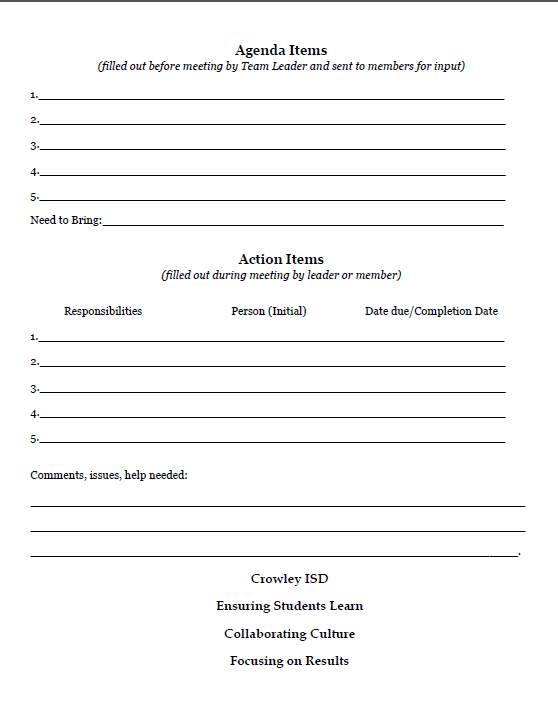 Agenda Items
(filled out before meeting by Team Leader and sent to members for input)
1.
2.
3.
4.
5.
Need to Bring:
Action Items
(filled out during meeting by leader or member)
Responsibilities Person (Initial) Date due/Completion Date
1.
2.
3.
4.
5.
Comments, issues, help needed:
.
Crowley ISD
Ensuring Students Learn
Collaborating Culture
Focusing on Results